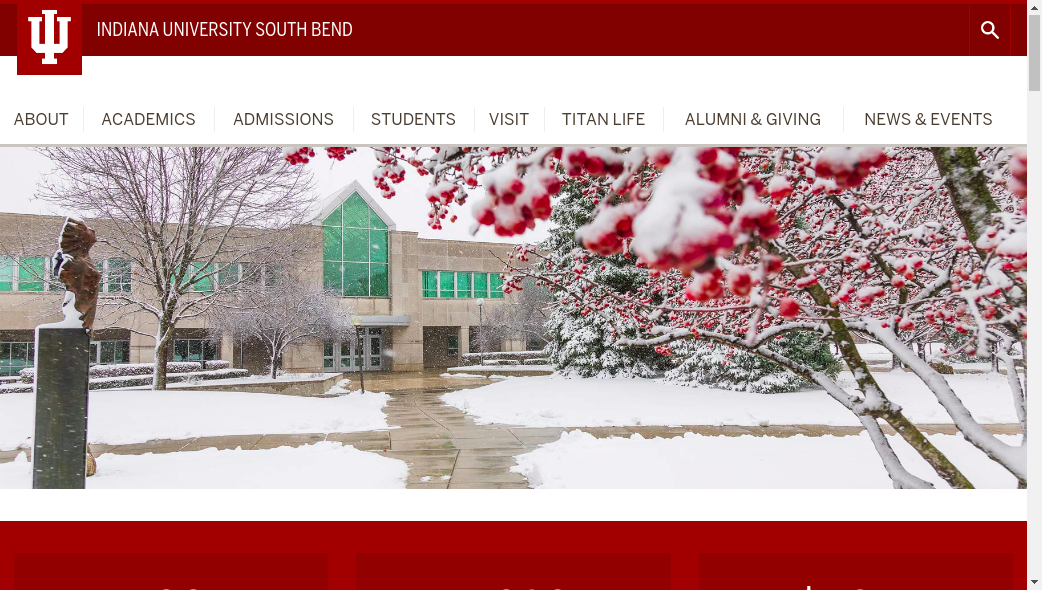 INDIANA UNIVERSITY SOUTH BEND
ABOUT ACADEMICS ADMISSIONS STUDENTS VISIT TITAN LIFE ALUMNI & GIVING NEWS & EVENTS